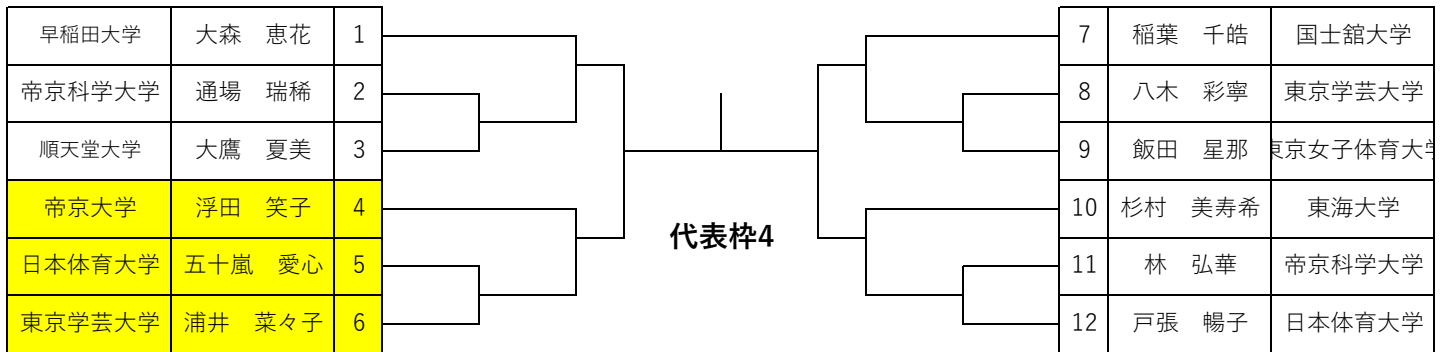 早稲田大学 大森 恵花 1
帝京科学大学 通場 瑞稀 2
順天堂大学 大鷹 夏美 3
帝京大学 浮田 笑子 4
日本体育大学 五十嵐 愛心 5
東京学芸大学 浦井 菜々子 6
代表枠4
7 稲葉 千皓 国士舘大学
8 八木 彩寧 東京学芸大学
9 飯田 星那 東京女子体育大学
10 杉村 美寿希 東海大学
11 林 弘華 帝京科学大学
12 戸張 暢子 日本体育大学